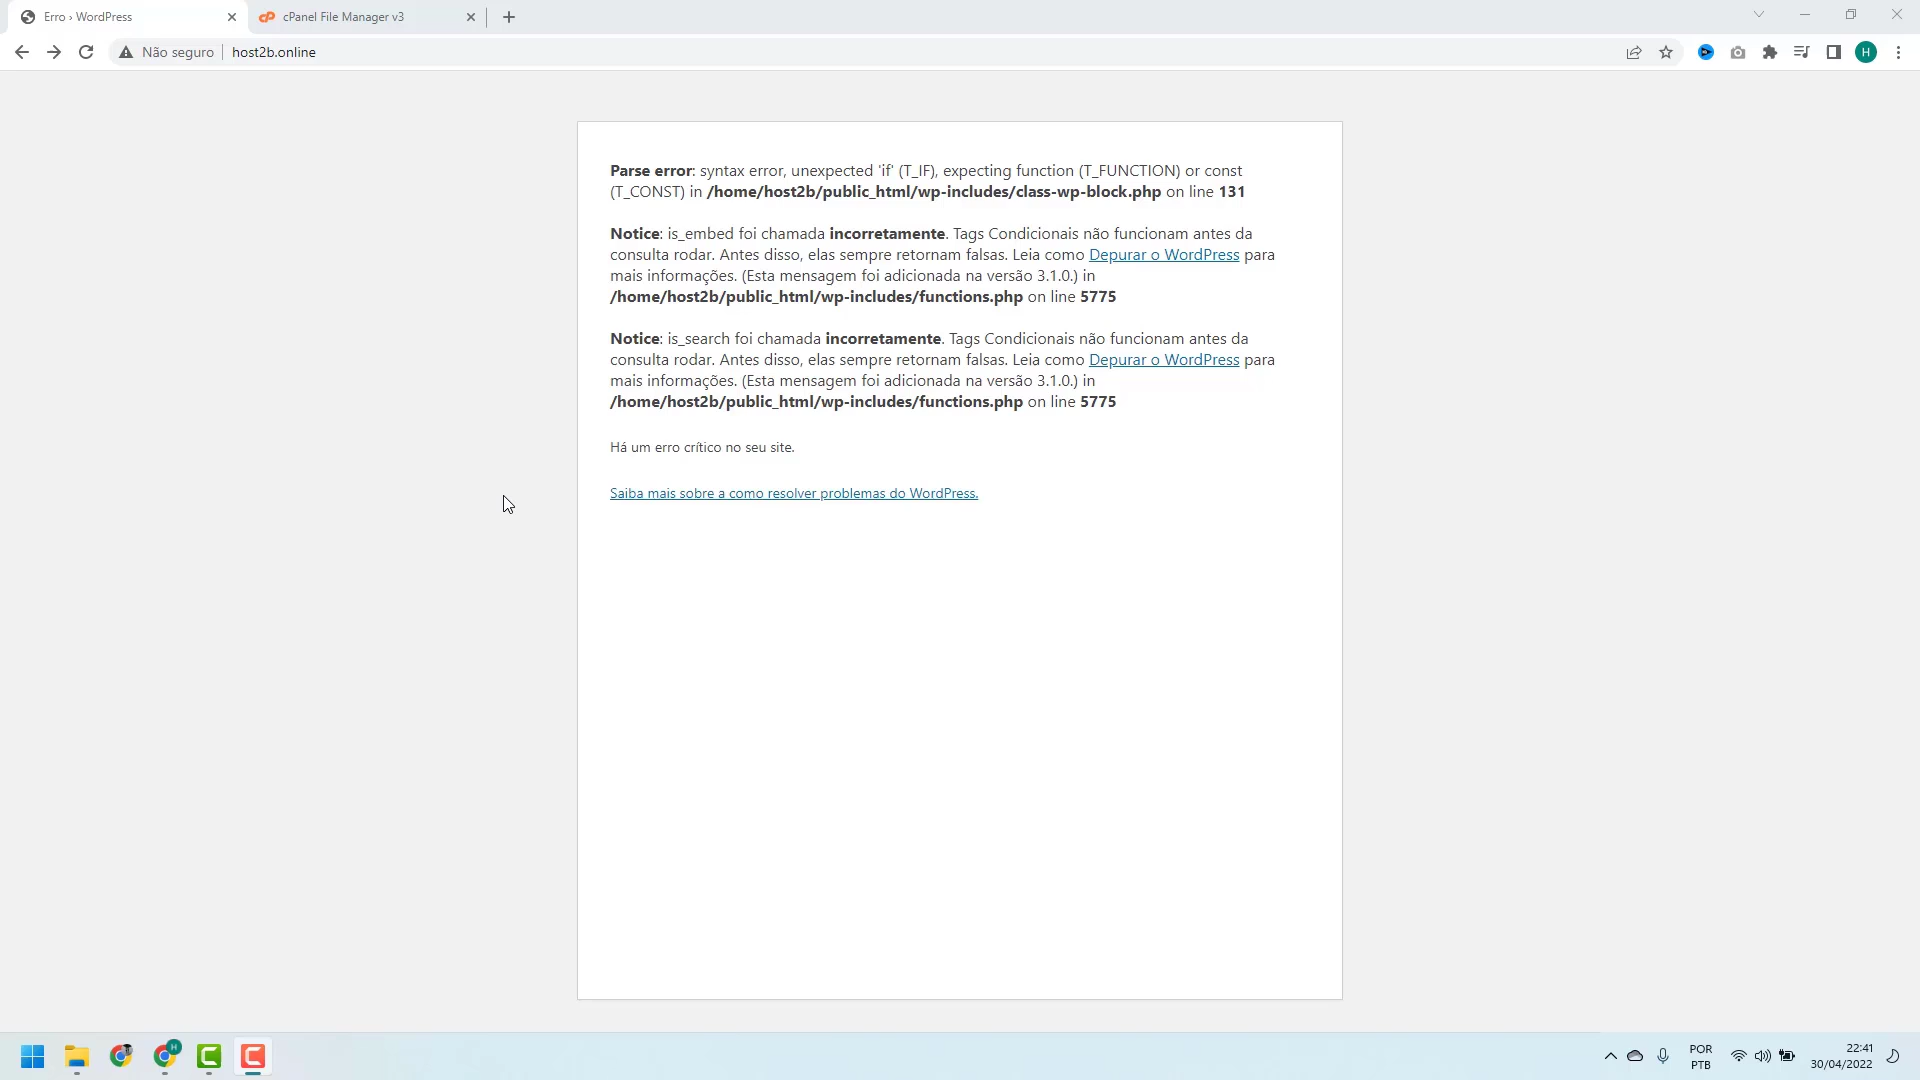 Erro › WordPress
cPanel File Manager v3
Não seguro
host2b.online
H
Parse error: syntax error, unexpected 'if' (T_IF), expecting function (T_FUNCTION) or const
(T_CONST) in /home/host2b/public_html/wp-includes/class-wp-block.php on line 131
Notice: is_embed foi chamada incorretamente. Tags Condicionais não funcionam antes da
consulta rodar. Antes disso, elas sempre retornam falsas. Leia como Depurar o WordPress para
mais informações. (Esta mensagem foi adicionada na versão 3.1.0.) in
/home/host2b/public_html/wp-includes/functions.php on line 5775
Notice: is_search foi chamada incorretamente. Tags Condicionais não funcionam antes da
consulta rodar. Antes disso, elas sempre retornam falsas. Leia como Depurar o WordPress para
mais informações. (Esta mensagem foi adicionada na versão 3.1.0.) in
/home/host2b/public_html/wp-includes/functions.php on line 5775
Há um erro crítico no seu site.
Saiba mais sobre a como resolver problemas do WordPress.
H
POR
PTB
22:41
30/04/2022